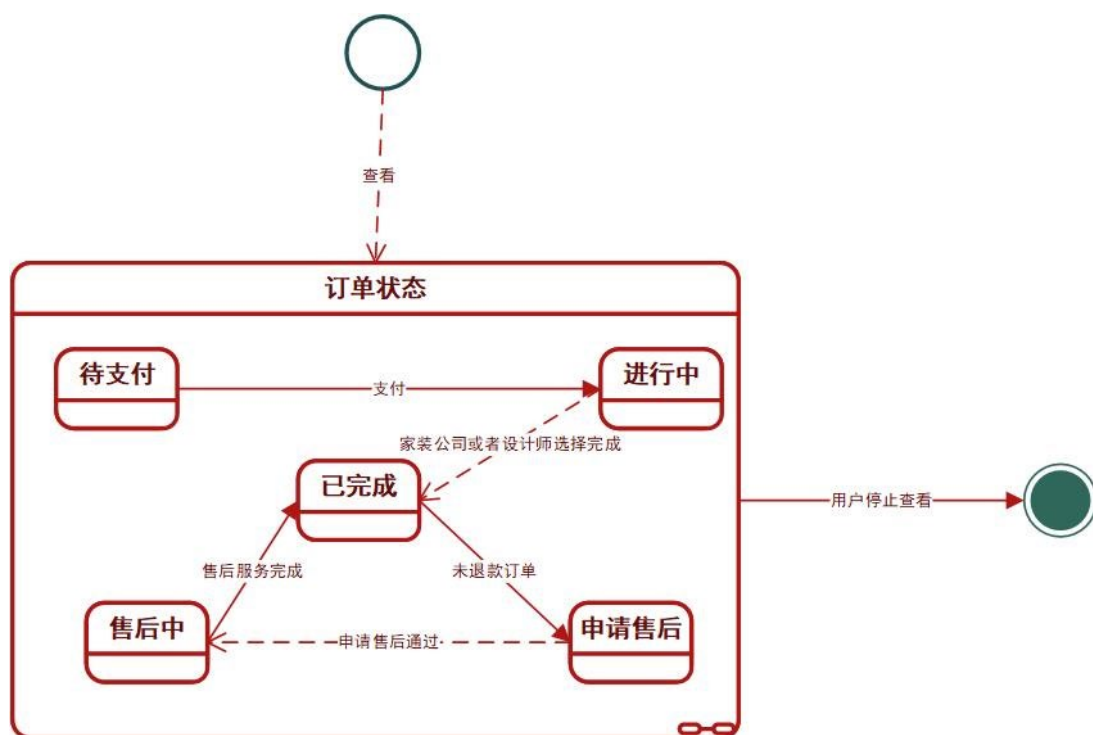 查看
订单状态
待支付
进行中
支付
家装公司或者设计师选择完成
已完成
用户停止查看
售后服务完成
未退款订单
售后中
申请售后
申请售后通过